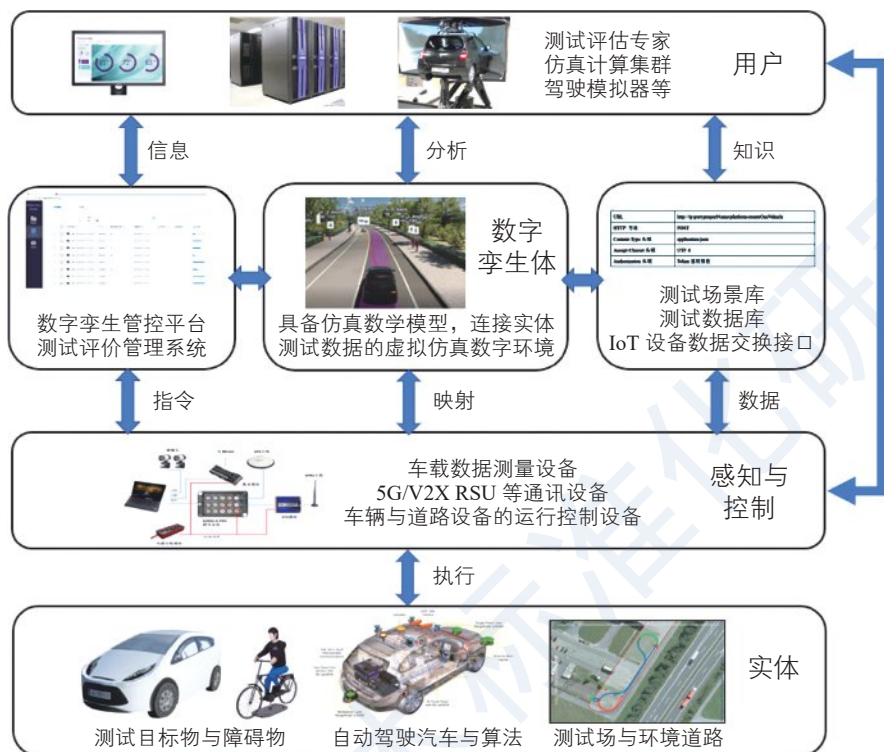 测试评估专家
仿真计算集群
驾驶模拟器等
用户
信息
分析
知识
数字孪生管控平台
测试评价管理系统
数字
孪生体
具备仿真数学模型，连接实体
测试数据的虚拟仿真数字环境
URL
POST
Token
测试场景库
测试数据库
IoT 设备数据交换接口
指令
映射
数据
车载数据测量设备
5G/V2X RSU 等通讯设备
车辆与道路设备的运行控制设备
感知与
控制
执行
测试目标物与障碍物
自动驾驶汽车与算法
测试场与环境道路
实体
标准化研